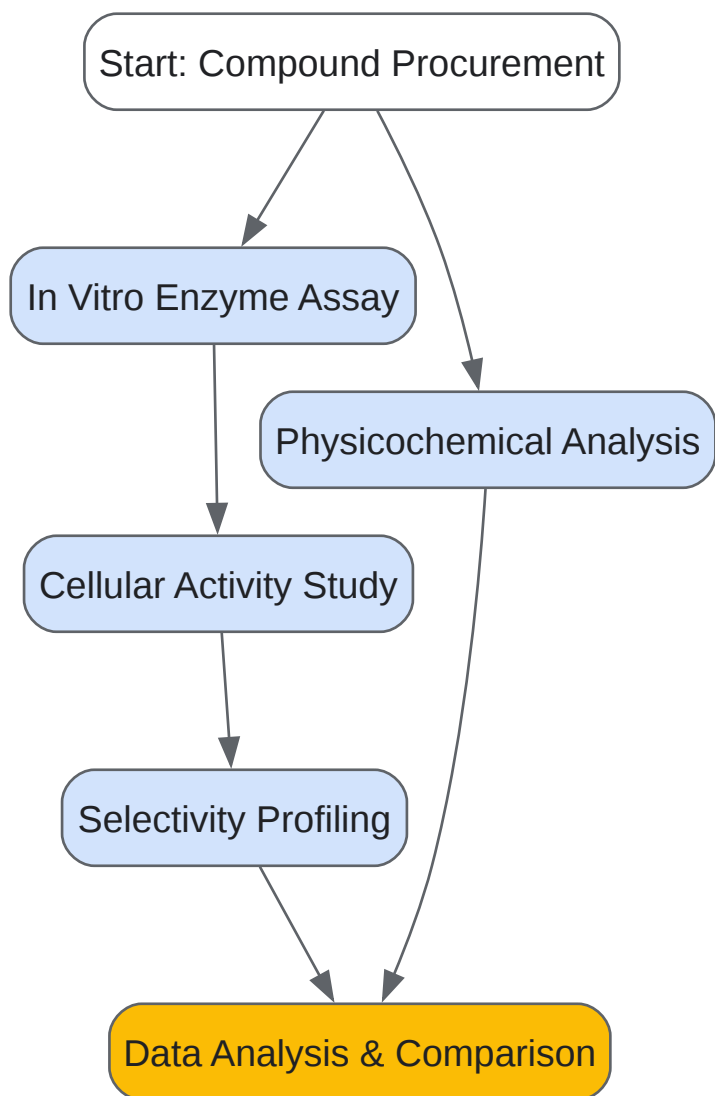 Start: Compound Procurement
In Vitro Enzyme Assay
Physicochemical Analysis
Cellular Activity Study
Selectivity Profiling
Data Analysis & Comparison